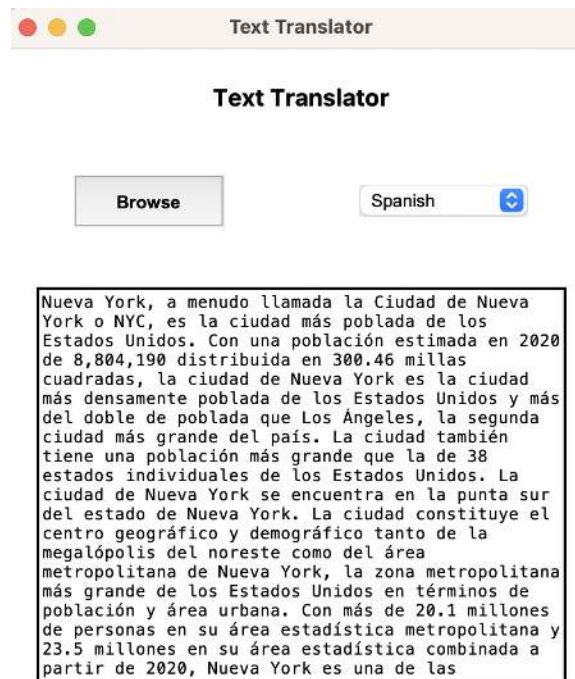 Text Translator
Text Translator
Browse
Spanish
Nueva York, a menudo llamada la Ciudad de Nueva
York o NYC, es la ciudad más poblada de los
Estados Unidos. Con una población estimada en 2020
de 8,804,190 distribuida en 300.46 millas
cuadradas, la ciudad de Nueva York es la ciudad
más densamente poblada de los Estados Unidos y más
del doble de poblada que Los Ángeles, la segunda
ciudad más grande del país. La ciudad también
tiene una población más grande que la de 38
estados individuales de los Estados Unidos. La
ciudad de Nueva York se encuentra en la punta sur
del estado de Nueva York. La ciudad constituye el
centro geográfico y demográfico tanto de la
megalópolis del noreste como del área
metropolitana de Nueva York, la zona metropolitana
más grande de los Estados Unidos en términos de
población y área urbana. Con más de 20.1 millones
de personas en su área estadística metropolitana y
23.5 millones en su área estadística combinada a
partir de 2020, Nueva York es una de las